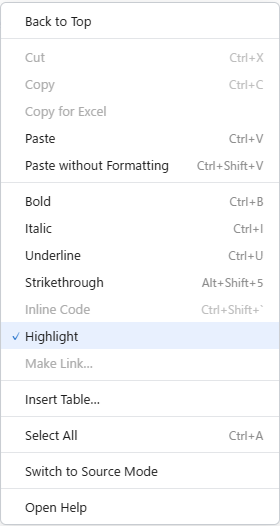 Back to Top
Cut Ctrl+X
Copy Ctrl+C
Copy for Excel
Paste Ctrl+V
Paste without Formatting Ctrl+Shift+V
Bold Ctrl+B
Italic Ctrl+I
Underline Ctrl+U
Strikethrough Alt+Shift+5
Inline Code Ctrl+Shift+`
✓ Highlight
Make Link...
Insert Table...
Select All Ctrl+A
Switch to Source Mode
Open Help